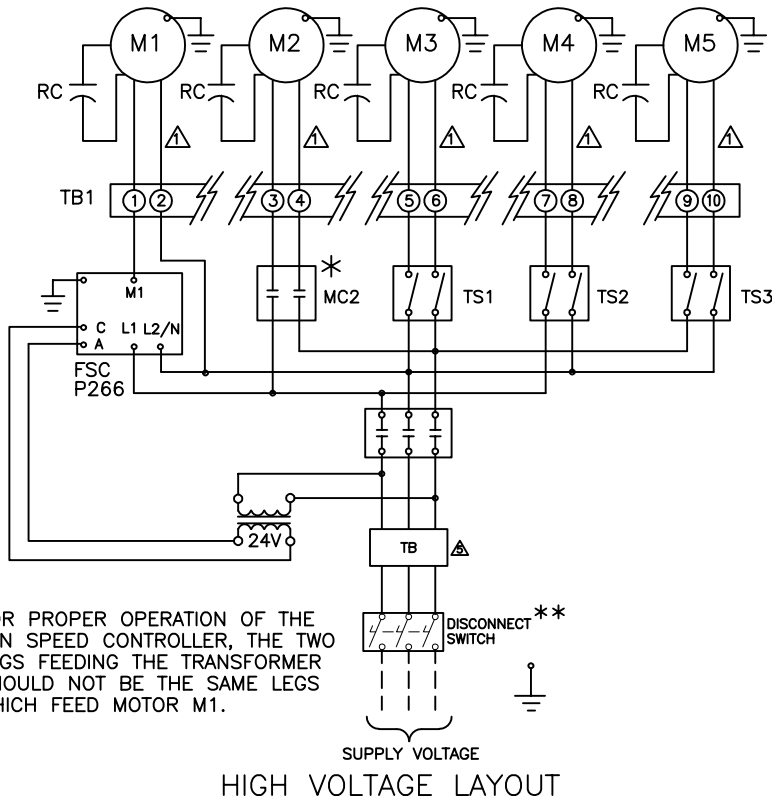 M1 M2 M3 M4 M5
RC RC RC RC RC
1 1 1 1 1
TB1 1 2 3 4 5 6 7 8 9 10
M1
C L1 L2/N
A
FSC
P266
* MC2 TS1 TS2 TS3
24V
TB 5
OR PROPER OPERATION OF THE
N SPEED CONTROLLER, THE TWO
GS FEEDING THE TRANSFORMER
HOULD NOT BE THE SAME LEGS
HICH FEED MOTOR M1.
DISCONNECT **
SWITCH
SUPPLY VOLTAGE
HIGH VOLTAGE LAYOUT